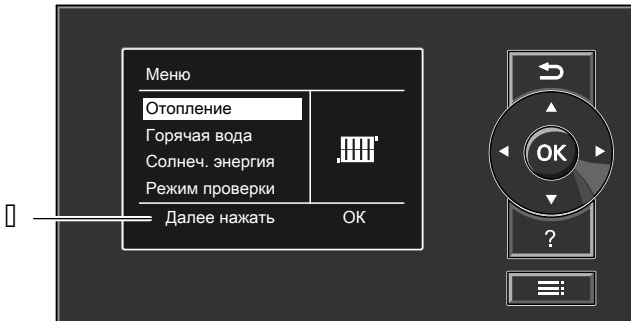 Меню
Отопление
Горячая вода
Солнеч. энергия
Режим проверки
Далее нажать OK
OK
?